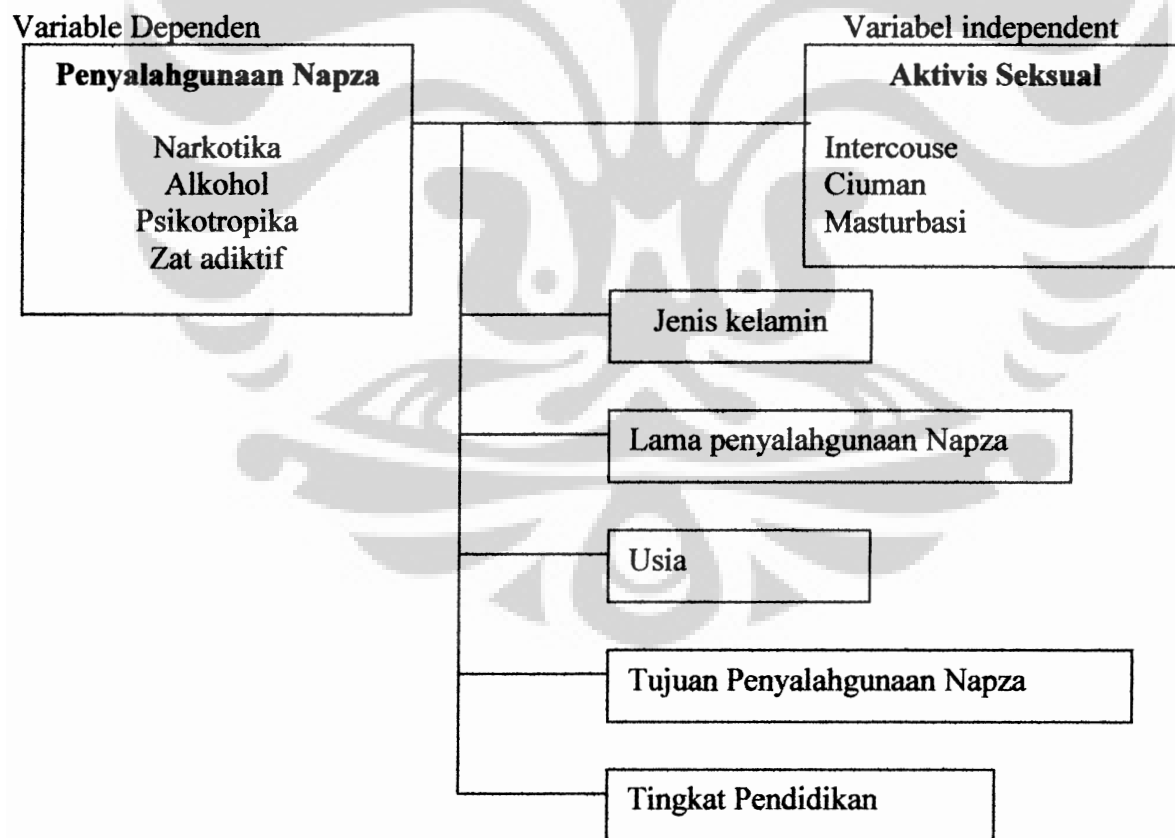 Variable Dependen
Penyalahgunaan Napza
Narkotika
Alkohol
Psikotropika
Zat adiktif
Variabel independent
Aktivis Seksual
Intercouse
Ciuman
Masturbasi
Jenis kelamin
Lama penyalahgunaan Napza
Usia
Tujuan Penyalahgunaan Napza
Tingkat Pendidikan